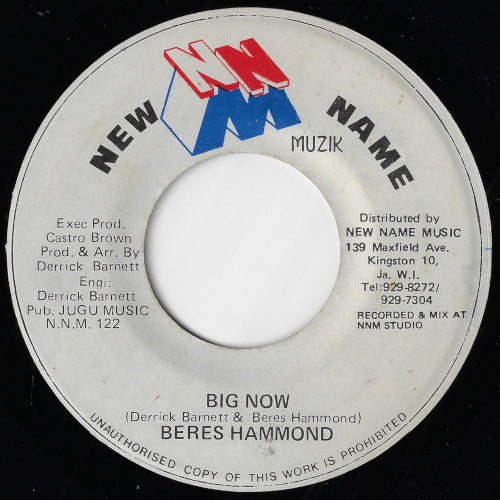 NEW NAME
NNM
MUZIK
Exec Prod.
Castro Brown
Prod. & Arr. By
Derrick Barnett
Engi:
Derrick Barnett
Pub. JUGU MUSIC
N.N.M. 122
Distributed by
NEW NAME MUSIC
139 Maxfield Ave.
Kingston 10,
Ja. W.I.
Tel:929-8272/
929-7304
RECORDED & MIX AT
NNM STUDIO
BIG NOW
(Derrick Barnett & Beres Hammond)
BERES HAMMOND
UNAUTHORISED COPY OF THIS WORK IS PROHIBITED